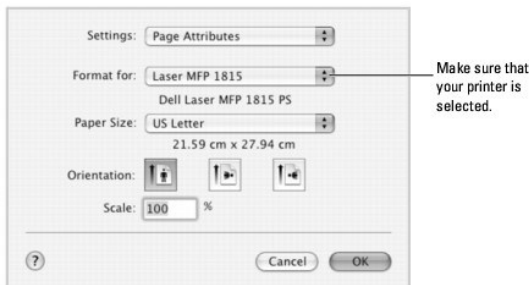 Settings: Page Attributes
Format for: Laser MFP 1815
Dell Laser MFP 1815 PS
Make sure that
your printer is
selected.
Paper Size: US Letter
21.59 cm x 27.94 cm
Orientation:
Scale: 100 %
? Cancel OK